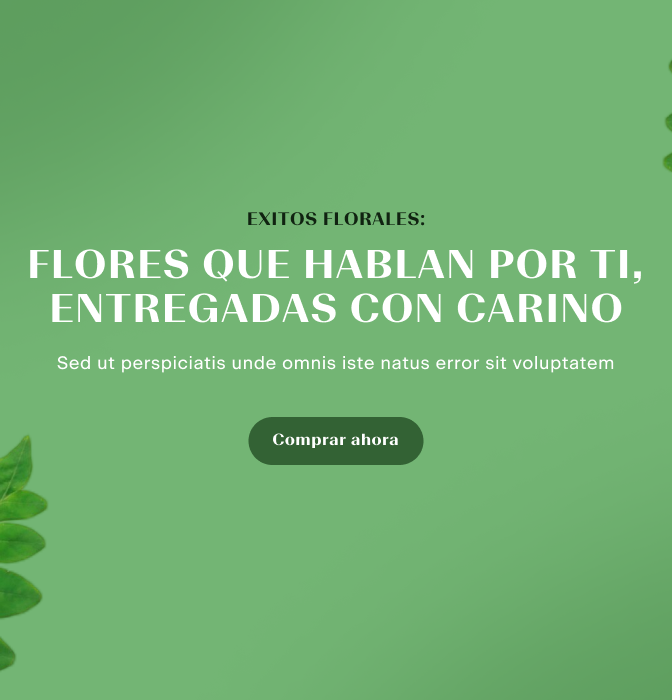 EXITOS FLORALES:
FLORES QUE HABLAN POR TI,
ENTREGADAS CON CARINO
Sed ut perspiciatis unde omnis iste natus error sit voluptatem
Comprar ahora